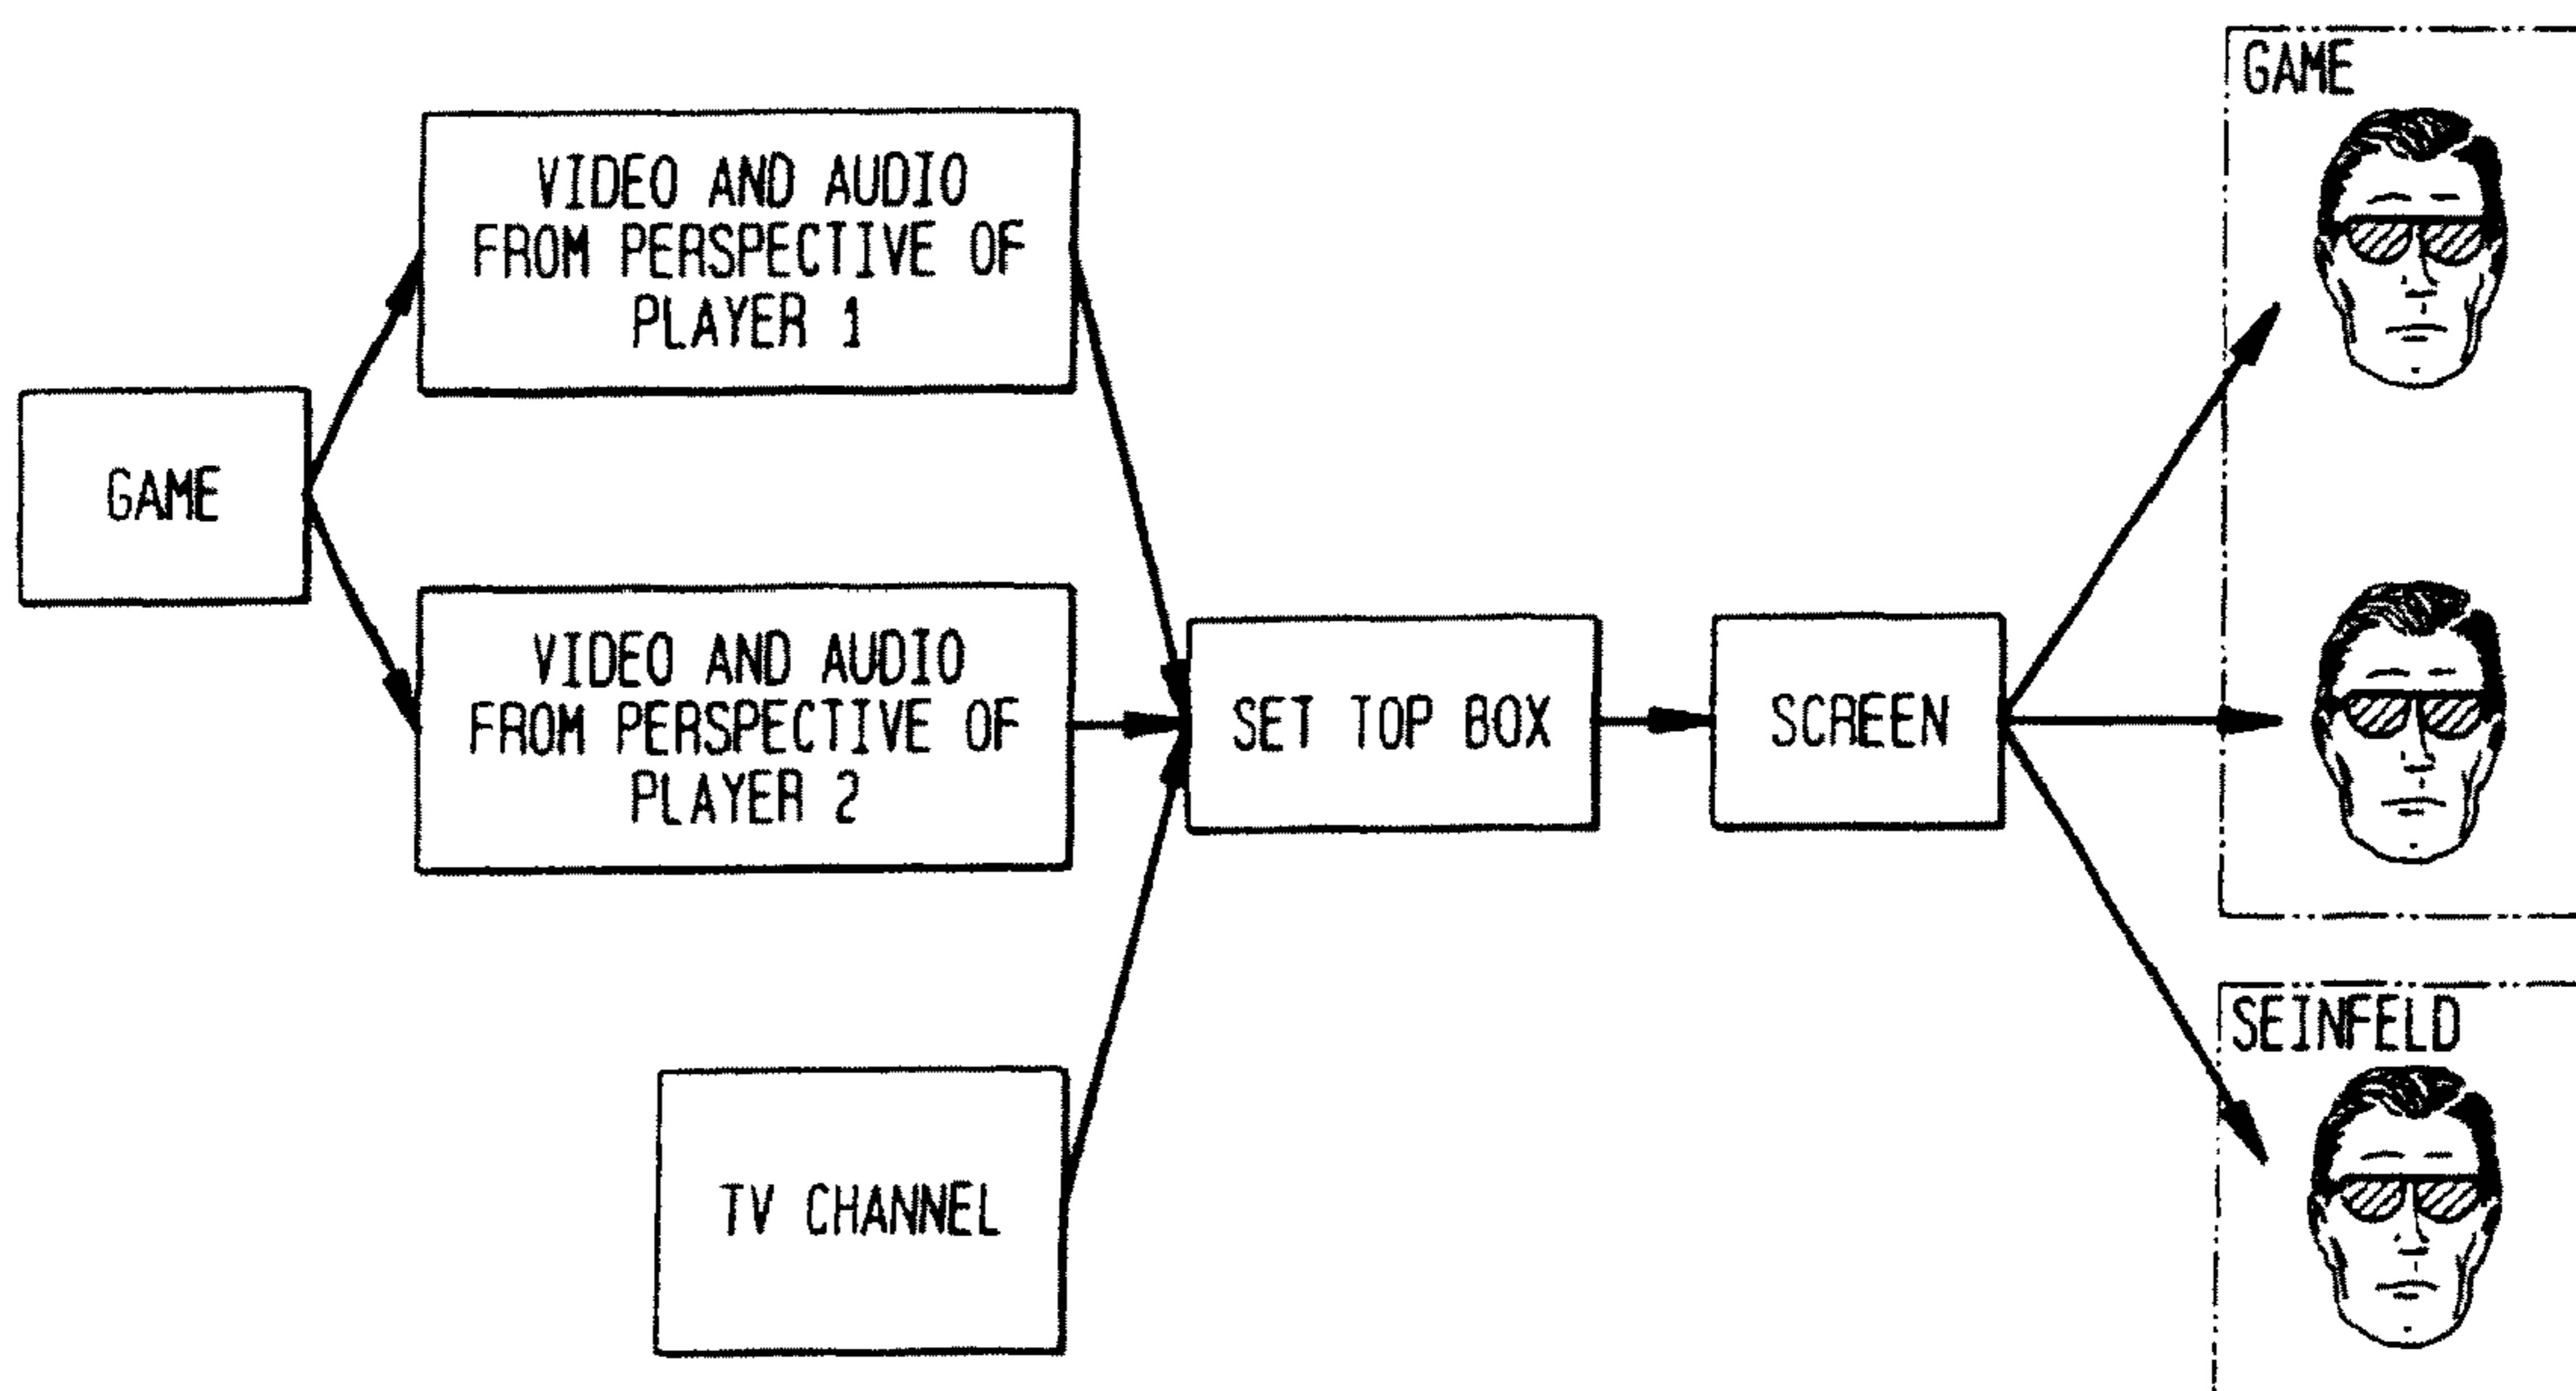 GAME
VIDEO AND AUDIO
FROM PERSPECTIVE OF
PLAYER 1
GAME
VIDEO AND AUDIO
FROM PERSPECTIVE OF
PLAYER 2
SET TOP BOX
SCREEN
SEINFELD
TV CHANNEL